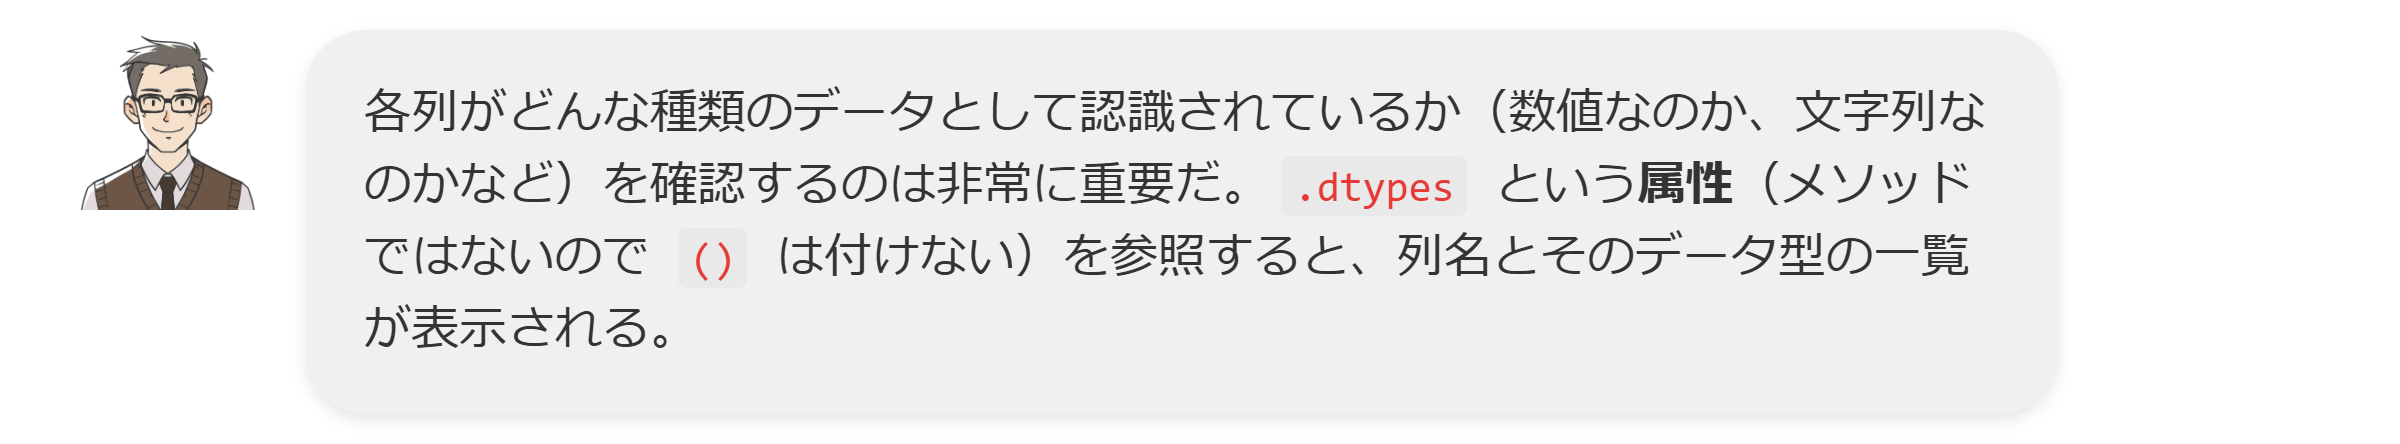 各列がどんな種類のデータとして認識されているか（数値なのか、文字列な
のかなど）を確認するのは非常に重要だ。 .dtypes という属性（メソッド
ではないので () は付けない）を参照すると、列名とそのデータ型の一覧
が表示される。